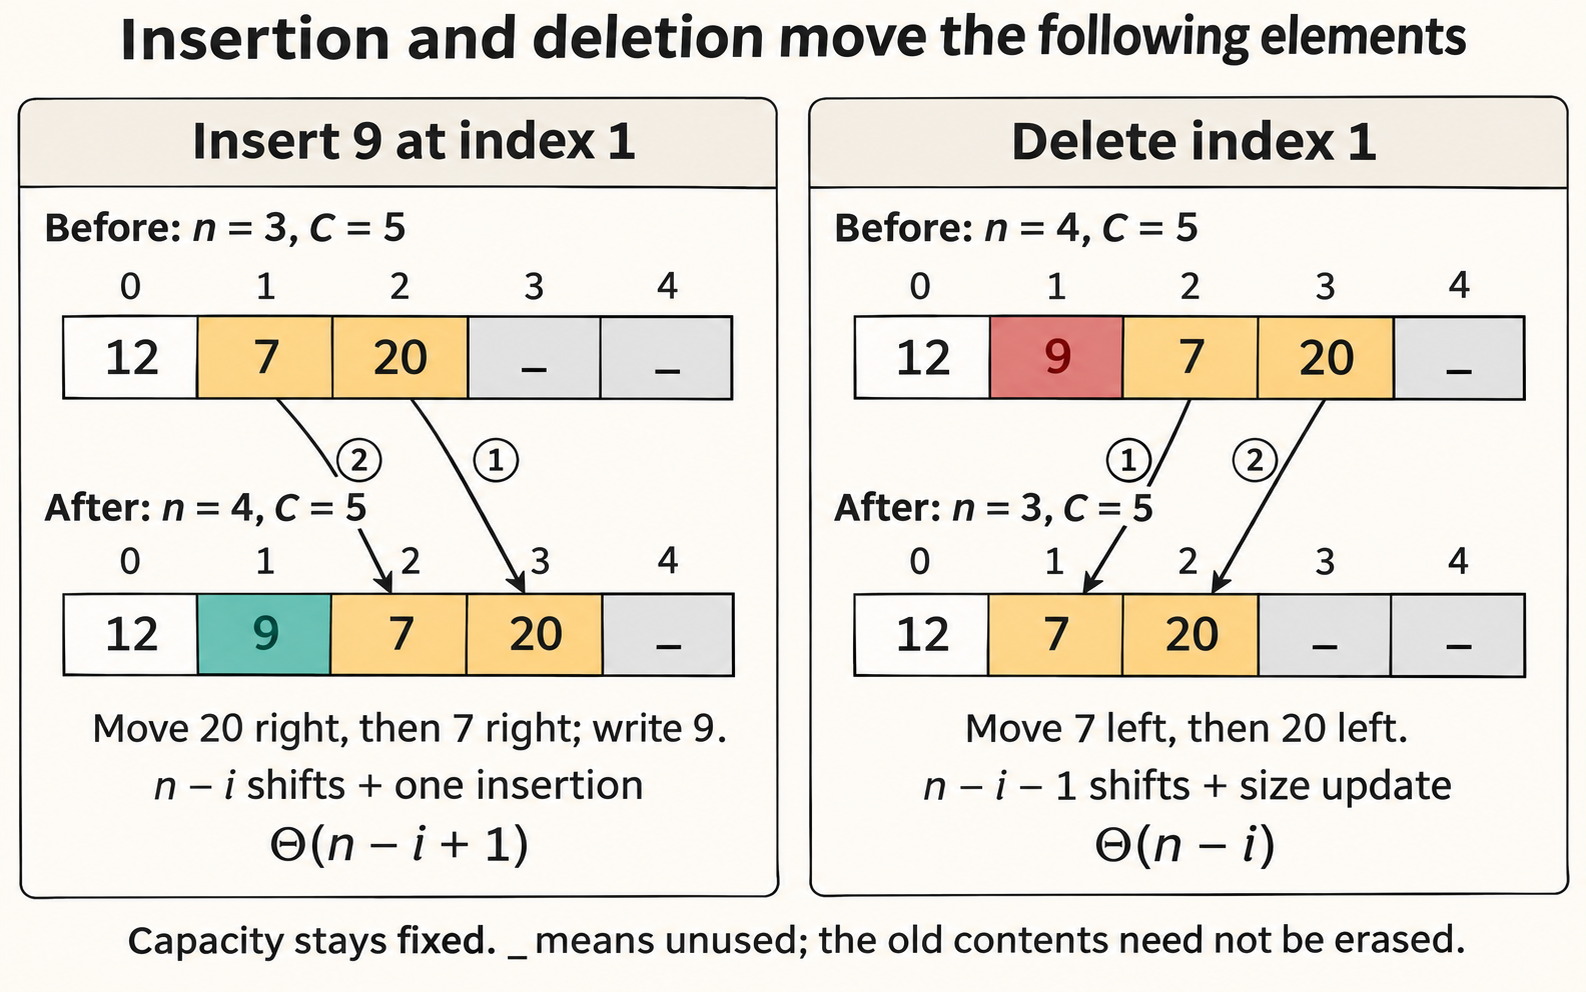 Insertion and deletion move the following elements
Insert 9 at index 1
Before: n = 3, C = 5
0 1 2 3 4
12 7 20 _ _
② ①
After: n = 4, C = 5
0 1 2 3 4
12 9 7 20 _
Move 20 right, then 7 right; write 9.
n − i shifts + one insertion
Θ(n − i + 1)
Delete index 1
Before: n = 4, C = 5
0 1 2 3 4
12 9 7 20 _
① ②
After: n = 3, C = 5
0 1 2 3 4
12 7 20 _ _
Move 7 left, then 20 left.
n − i − 1 shifts + size update
Θ(n − i)
Capacity stays fixed. _ means unused; the old contents need not be erased.